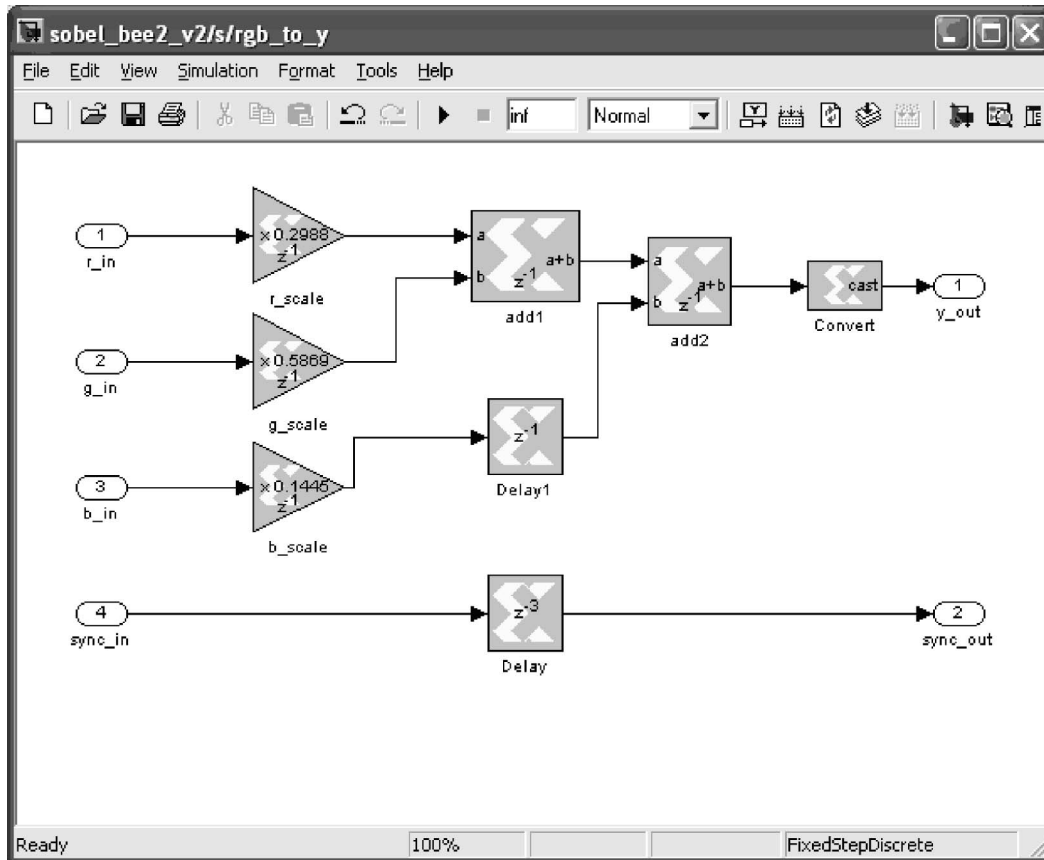 sobel_bee2_v2/s/rgb_to_y
File Edit View Simulation Format Tools Help
inf Normal
1
r_in
x 0.2988
z-1
r_scale
a
b
a+b
z-1
add1
a
b
a+b
z-1
add2
cast
Convert
1
y_out
2
g_in
x 0.5869
z-1
g_scale
3
b_in
x 0.1445
z-1
b_scale
z-1
Delay1
4
sync_in
z-3
Delay
2
sync_out
Ready 100% FixedStepDiscrete